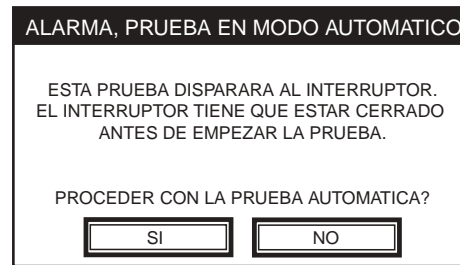 ALARMA, PRUEBA EN MODO AUTOMATICO
ESTA PRUEBA DISPARARA AL INTERRUPTOR.
EL INTERRUPTOR TIENE QUE ESTAR CERRADO
ANTES DE EMPEZAR LA PRUEBA.
PROCEDER CON LA PRUEBA AUTOMATICA?
SI
NO